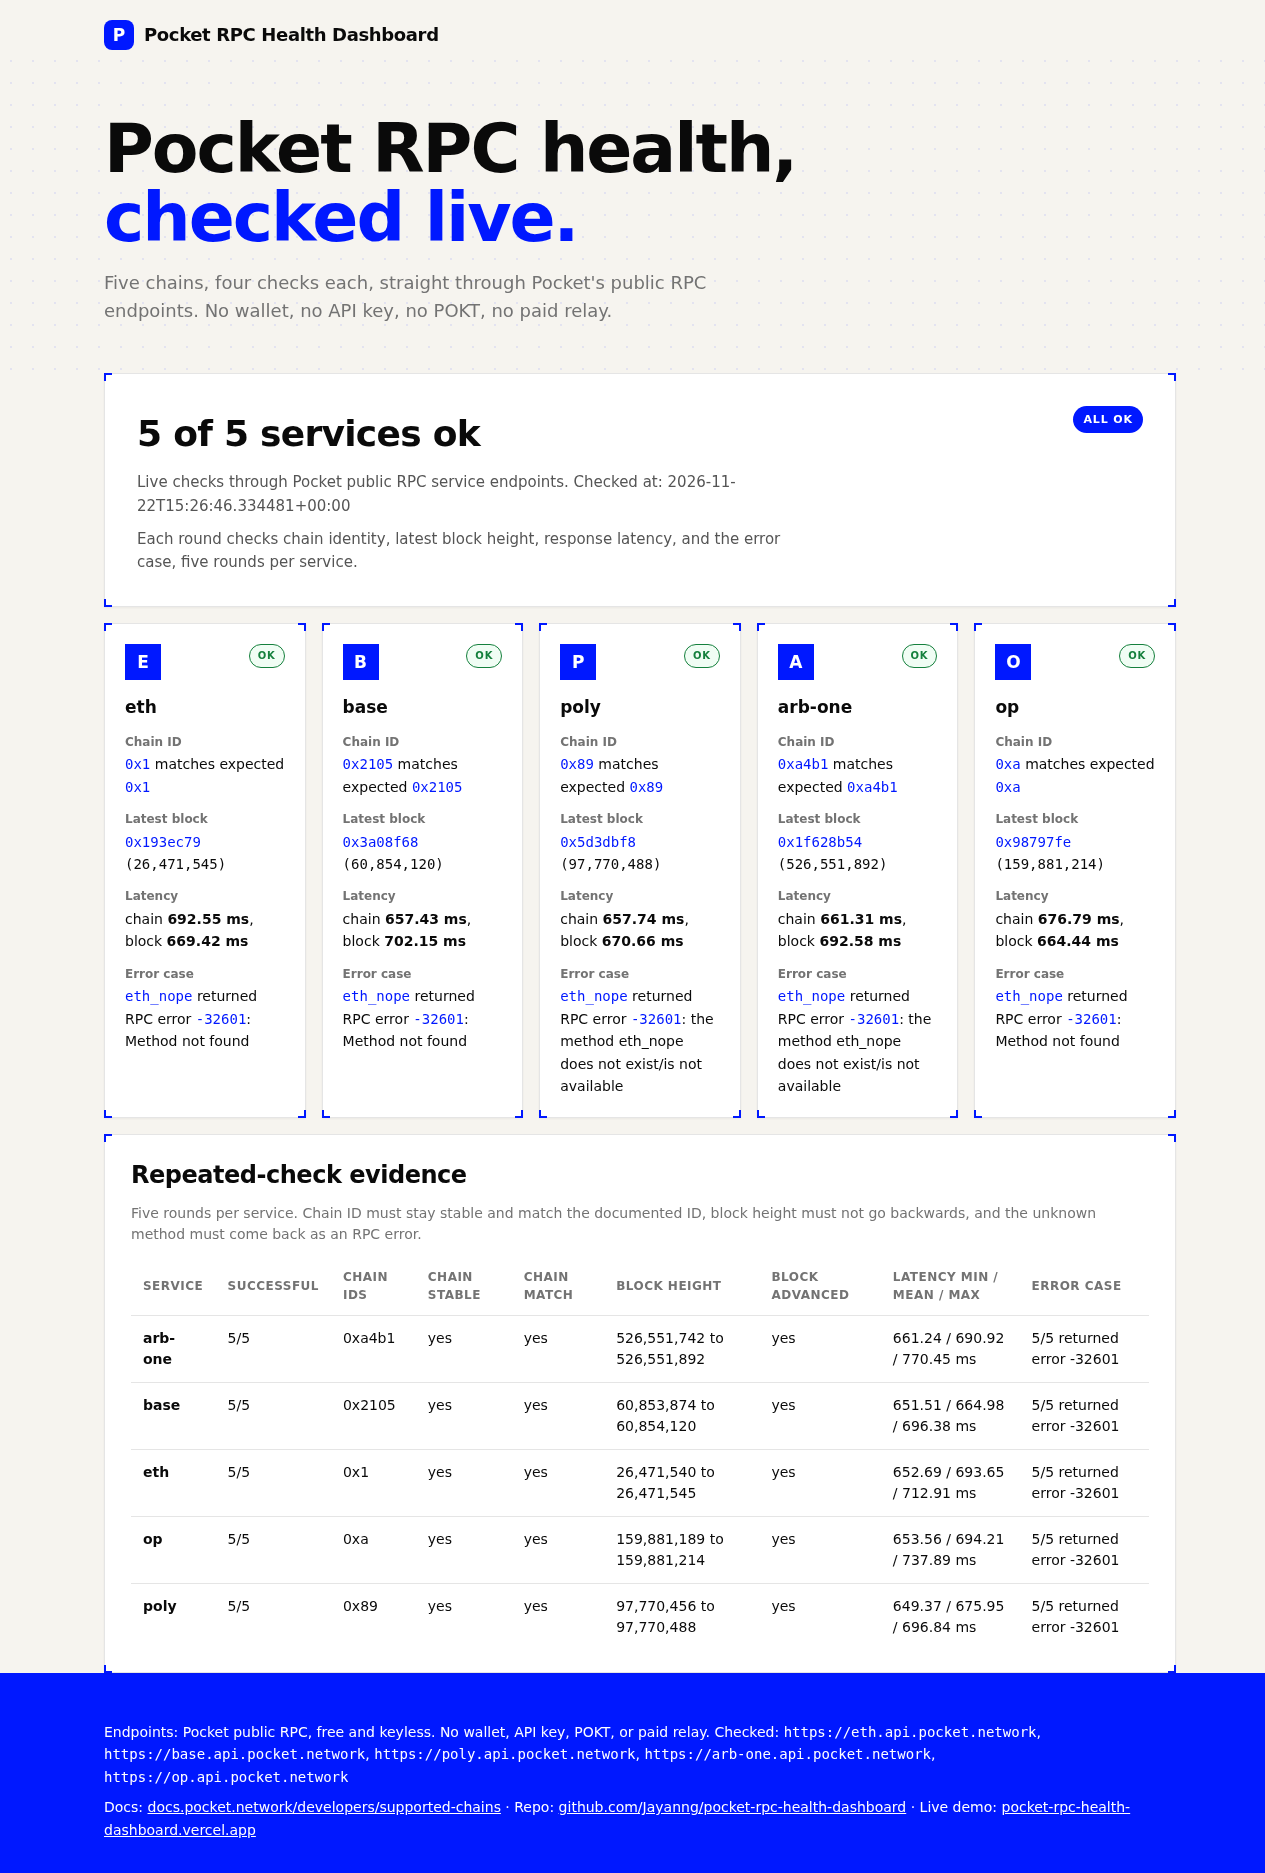 P Pocket RPC Health Dashboard
Pocket RPC health,
checked live.
Five chains, four checks each, straight through Pocket's public RPC
endpoints. No wallet, no API key, no POKT, no paid relay.
5 of 5 services ok
ALL OK
Live checks through Pocket public RPC service endpoints. Checked at: 2026-11-
22T15:26:46.334481+00:00
Each round checks chain identity, latest block height, response latency, and the error
case, five rounds per service.
E
OK
eth
Chain ID
0x1 matches expected
0x1
Latest block
0x193ec79
(26,471,545)
Latency
chain 692.55 ms,
block 669.42 ms
Error case
eth_nope returned
RPC error -32601:
Method not found
B
OK
base
Chain ID
0x2105 matches
expected 0x2105
Latest block
0x3a08f68
(60,854,120)
Latency
chain 657.43 ms,
block 702.15 ms
Error case
eth_nope returned
RPC error -32601:
Method not found
P
OK
poly
Chain ID
0x89 matches
expected 0x89
Latest block
0x5d3dbf8
(97,770,488)
Latency
chain 657.74 ms,
block 670.66 ms
Error case
eth_nope returned
RPC error -32601: the
method eth_nope
does not exist/is not
available
A
OK
arb-one
Chain ID
0xa4b1 matches
expected 0xa4b1
Latest block
0x1f628b54
(526,551,892)
Latency
chain 661.31 ms,
block 692.58 ms
Error case
eth_nope returned
RPC error -32601: the
method eth_nope
does not exist/is not
available
O
OK
op
Chain ID
0xa matches expected
0xa
Latest block
0x98797fe
(159,881,214)
Latency
chain 676.79 ms,
block 664.44 ms
Error case
eth_nope returned
RPC error -32601:
Method not found
Repeated-check evidence
Five rounds per service. Chain ID must stay stable and match the documented ID, block height must not go backwards, and the unknown
method must come back as an RPC error.
SERVICE SUCCESSFUL CHAIN IDS CHAIN STABLE CHAIN MATCH BLOCK HEIGHT BLOCK ADVANCED LATENCY MIN / MEAN / MAX ERROR CASE
arb-one 5/5 0xa4b1 yes yes 526,551,742 to 526,551,892 yes 661.24 / 690.92 / 770.45 ms 5/5 returned error -32601
base 5/5 0x2105 yes yes 60,853,874 to 60,854,120 yes 651.51 / 664.98 / 696.38 ms 5/5 returned error -32601
eth 5/5 0x1 yes yes 26,471,540 to 26,471,545 yes 652.69 / 693.65 / 712.91 ms 5/5 returned error -32601
op 5/5 0xa yes yes 159,881,189 to 159,881,214 yes 653.56 / 694.21 / 737.89 ms 5/5 returned error -32601
poly 5/5 0x89 yes yes 97,770,456 to 97,770,488 yes 649.37 / 675.95 / 696.84 ms 5/5 returned error -32601
Endpoints: Pocket public RPC, free and keyless. No wallet, API key, POKT, or paid relay. Checked: https://eth.api.pocket.network,
https://base.api.pocket.network, https://poly.api.pocket.network, https://arb-one.api.pocket.network,
https://op.api.pocket.network
Docs: docs.pocket.network/developers/supported-chains · Repo: github.com/Jayanng/pocket-rpc-health-dashboard · Live demo: pocket-rpc-health-
dashboard.vercel.app